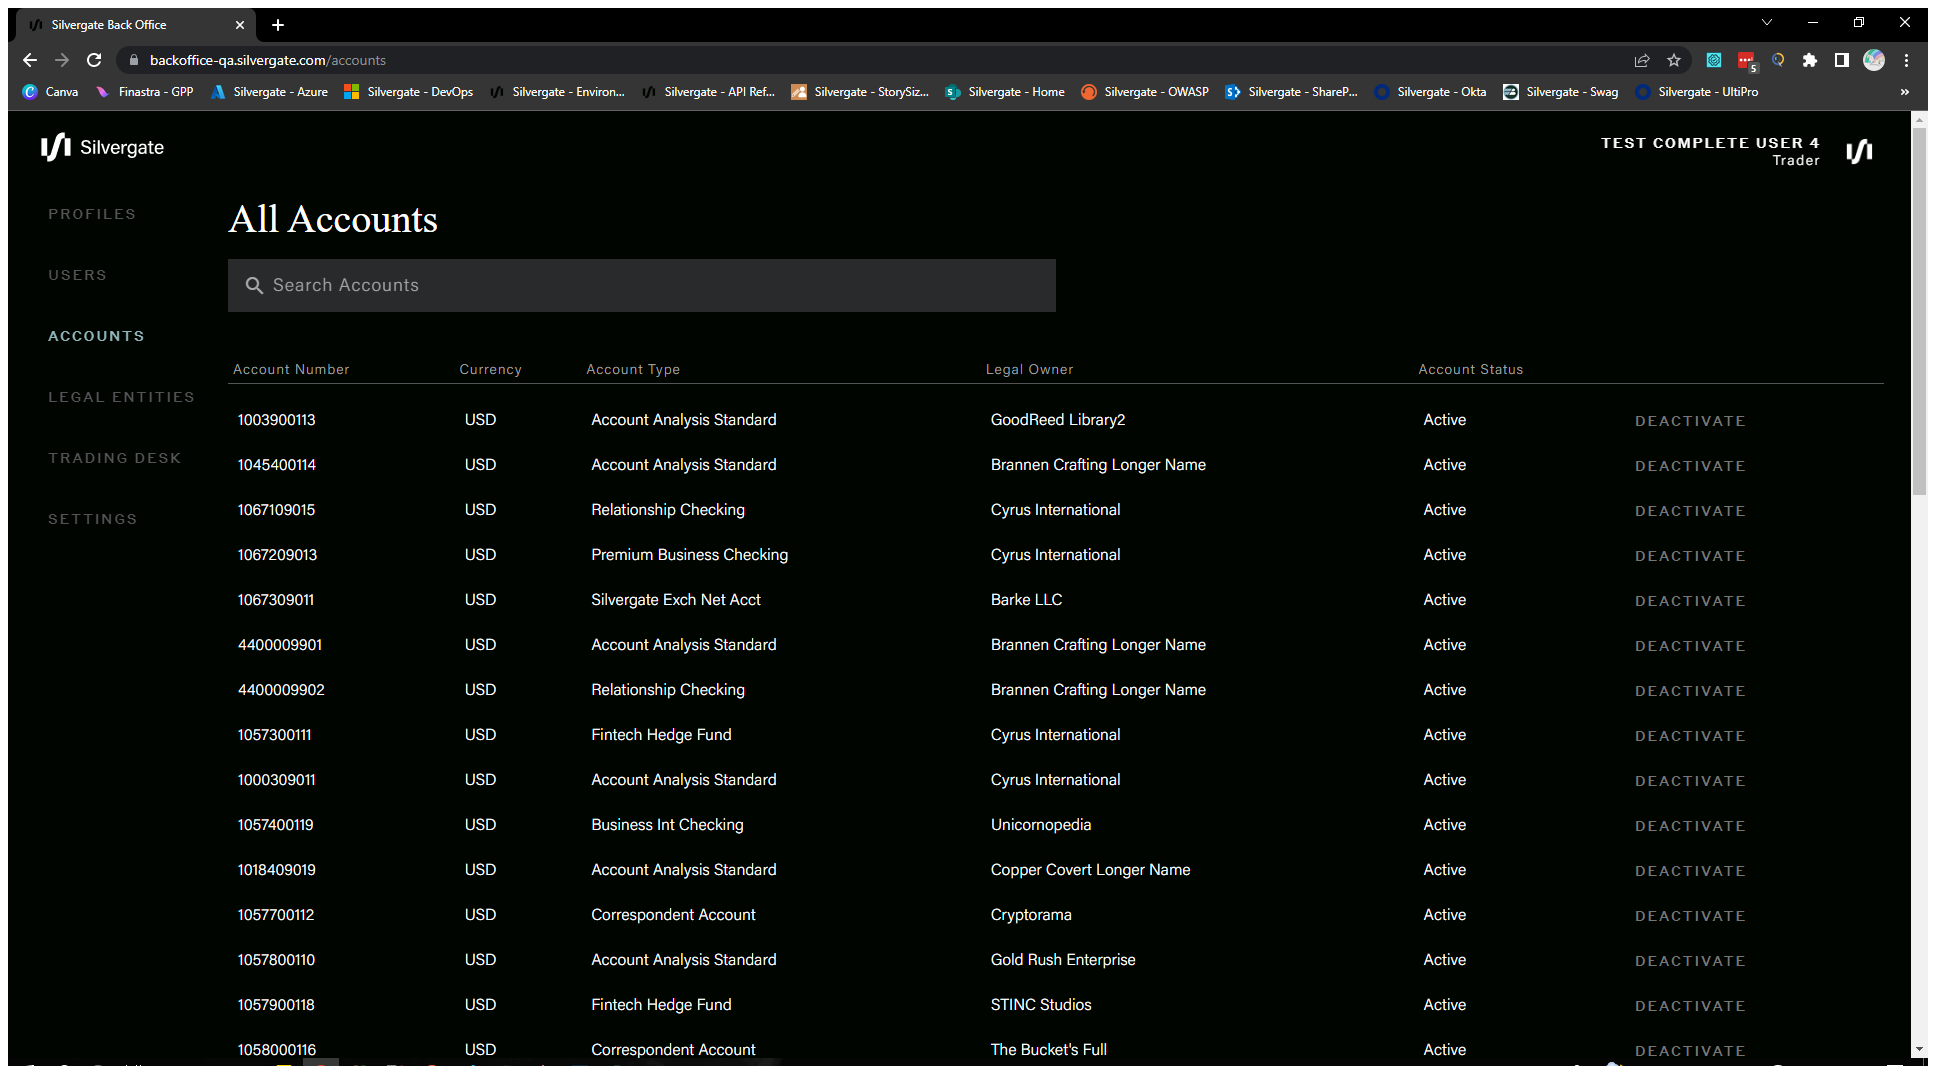 Silvergate Back Office
backoffice-qa.silvergate.com/accounts
5
Canva Finastra - GPP Silvergate - Azure Silvergate - DevOps Silvergate - Environ... Silvergate - API Ref... Silvergate - StorySiz... Silvergate - Home Silvergate - OWASP Silvergate - ShareP... Silvergate - Okta Silvergate - Swag Silvergate - UltiPro »
Silvergate
TEST COMPLETE USER 4
Trader
PROFILES
USERS
ACCOUNTS
LEGAL ENTITIES
TRADING DESK
SETTINGS
All Accounts
Search Accounts
Account Number Currency Account Type Legal Owner Account Status
1003900113 USD Account Analysis Standard GoodReed Library2 Active DEACTIVATE
1045400114 USD Account Analysis Standard Brannen Crafting Longer Name Active DEACTIVATE
1067109015 USD Relationship Checking Cyrus International Active DEACTIVATE
1067209013 USD Premium Business Checking Cyrus International Active DEACTIVATE
1067309011 USD Silvergate Exch Net Acct Barke LLC Active DEACTIVATE
4400009901 USD Account Analysis Standard Brannen Crafting Longer Name Active DEACTIVATE
4400009902 USD Relationship Checking Brannen Crafting Longer Name Active DEACTIVATE
1057300111 USD Fintech Hedge Fund Cyrus International Active DEACTIVATE
1000309011 USD Account Analysis Standard Cyrus International Active DEACTIVATE
1057400119 USD Business Int Checking Unicornopedia Active DEACTIVATE
1018409019 USD Account Analysis Standard Copper Covert Longer Name Active DEACTIVATE
1057700112 USD Correspondent Account Cryptorama Active DEACTIVATE
1057800110 USD Account Analysis Standard Gold Rush Enterprise Active DEACTIVATE
1057900118 USD Fintech Hedge Fund STINC Studios Active DEACTIVATE
1058000116 USD Correspondent Account The Bucket's Full Active DEACTIVATE